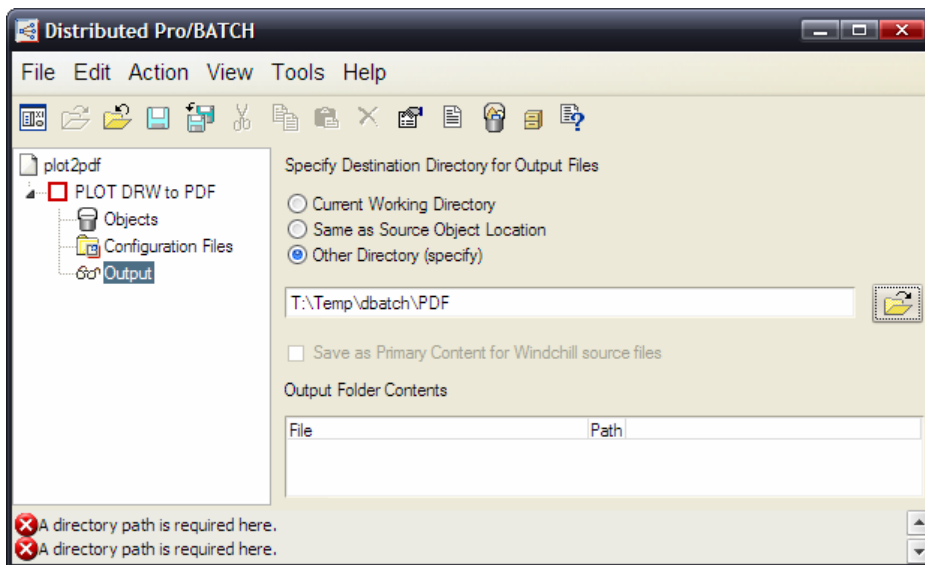 Distributed Pro/BATCH
File Edit Action View Tools Help
plot2pdf
PLOT DRW to PDF
Objects
Configuration Files
Output
Specify Destination Directory for Output Files
Current Working Directory
Same as Source Object Location
Other Directory (specify)
T:\Temp\dbatch\PDF
Save as Primary Content for Windchill source files
Output Folder Contents
File Path
A directory path is required here.
A directory path is required here.